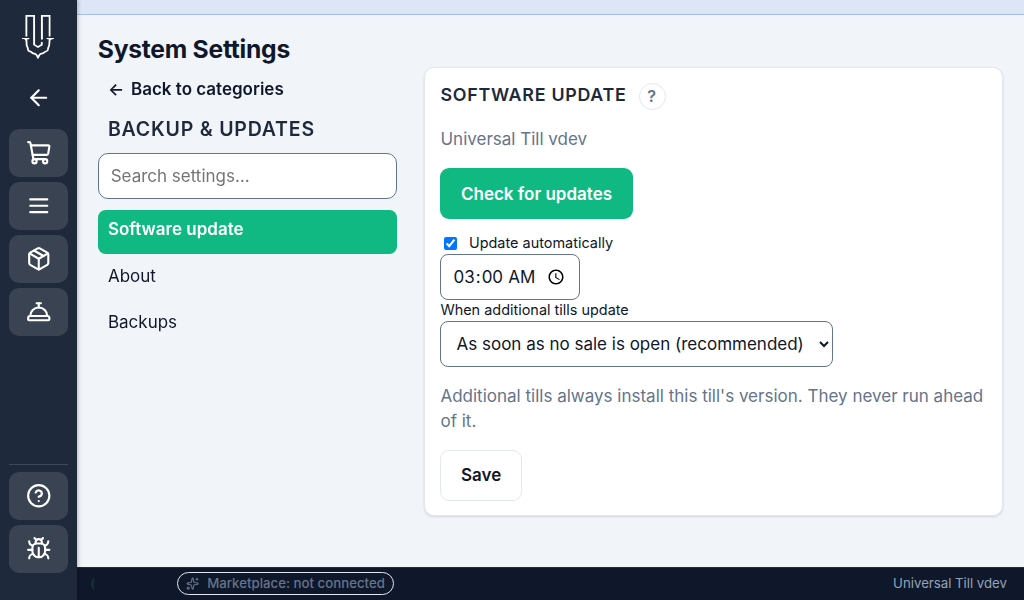 System Settings
Back to categories
BACKUP & UPDATES
Search settings...
Software update
About
Backups
SOFTWARE UPDATE ?
Universal Till vdev
Check for updates
Update automatically
03:00 AM
When additional tills update
As soon as no sale is open (recommended)
Additional tills always install this till's version. They never run ahead
of it.
Save
Marketplace: not connected
Universal Till vdev